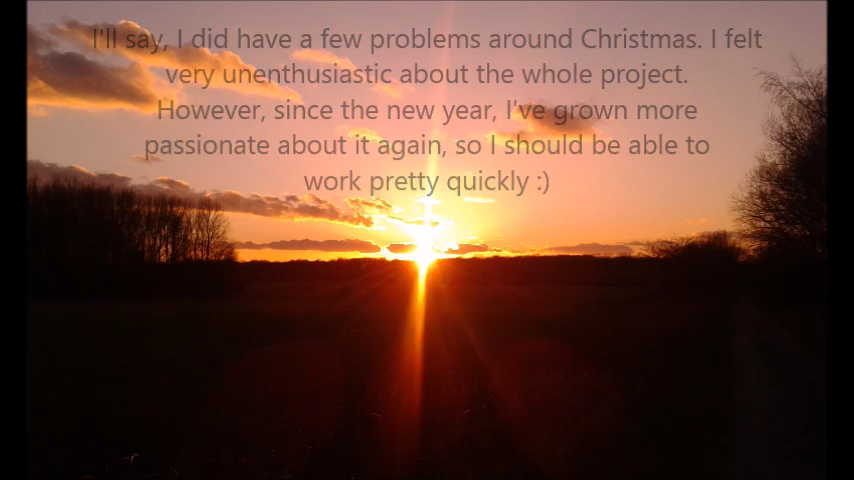 I'll say, I did have a few problems around Christmas. I felt
very unenthusiastic about the whole project.
However, since the new year, I've grown more
passionate about it again, so I should be able to
work pretty quickly :)